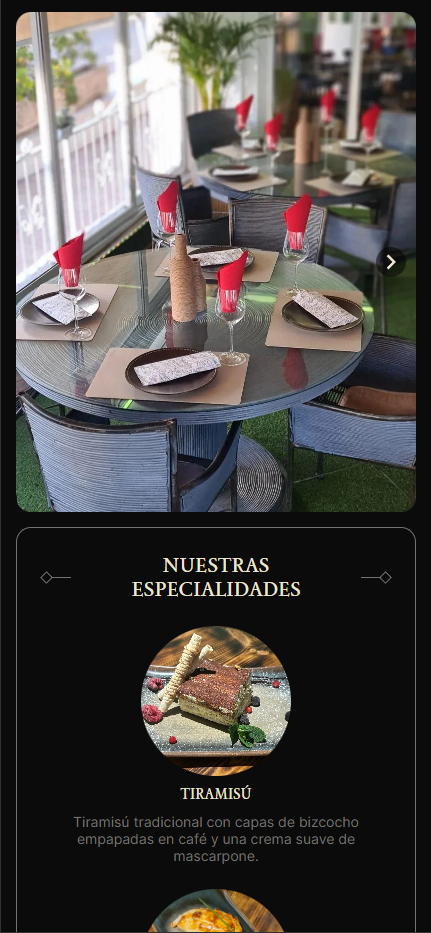 NUESTRAS
ESPECIALIDADES
TIRAMISÚ
Tiramisú tradicional con capas de bizcocho
empapadas en café y una crema suave de
mascarpone.